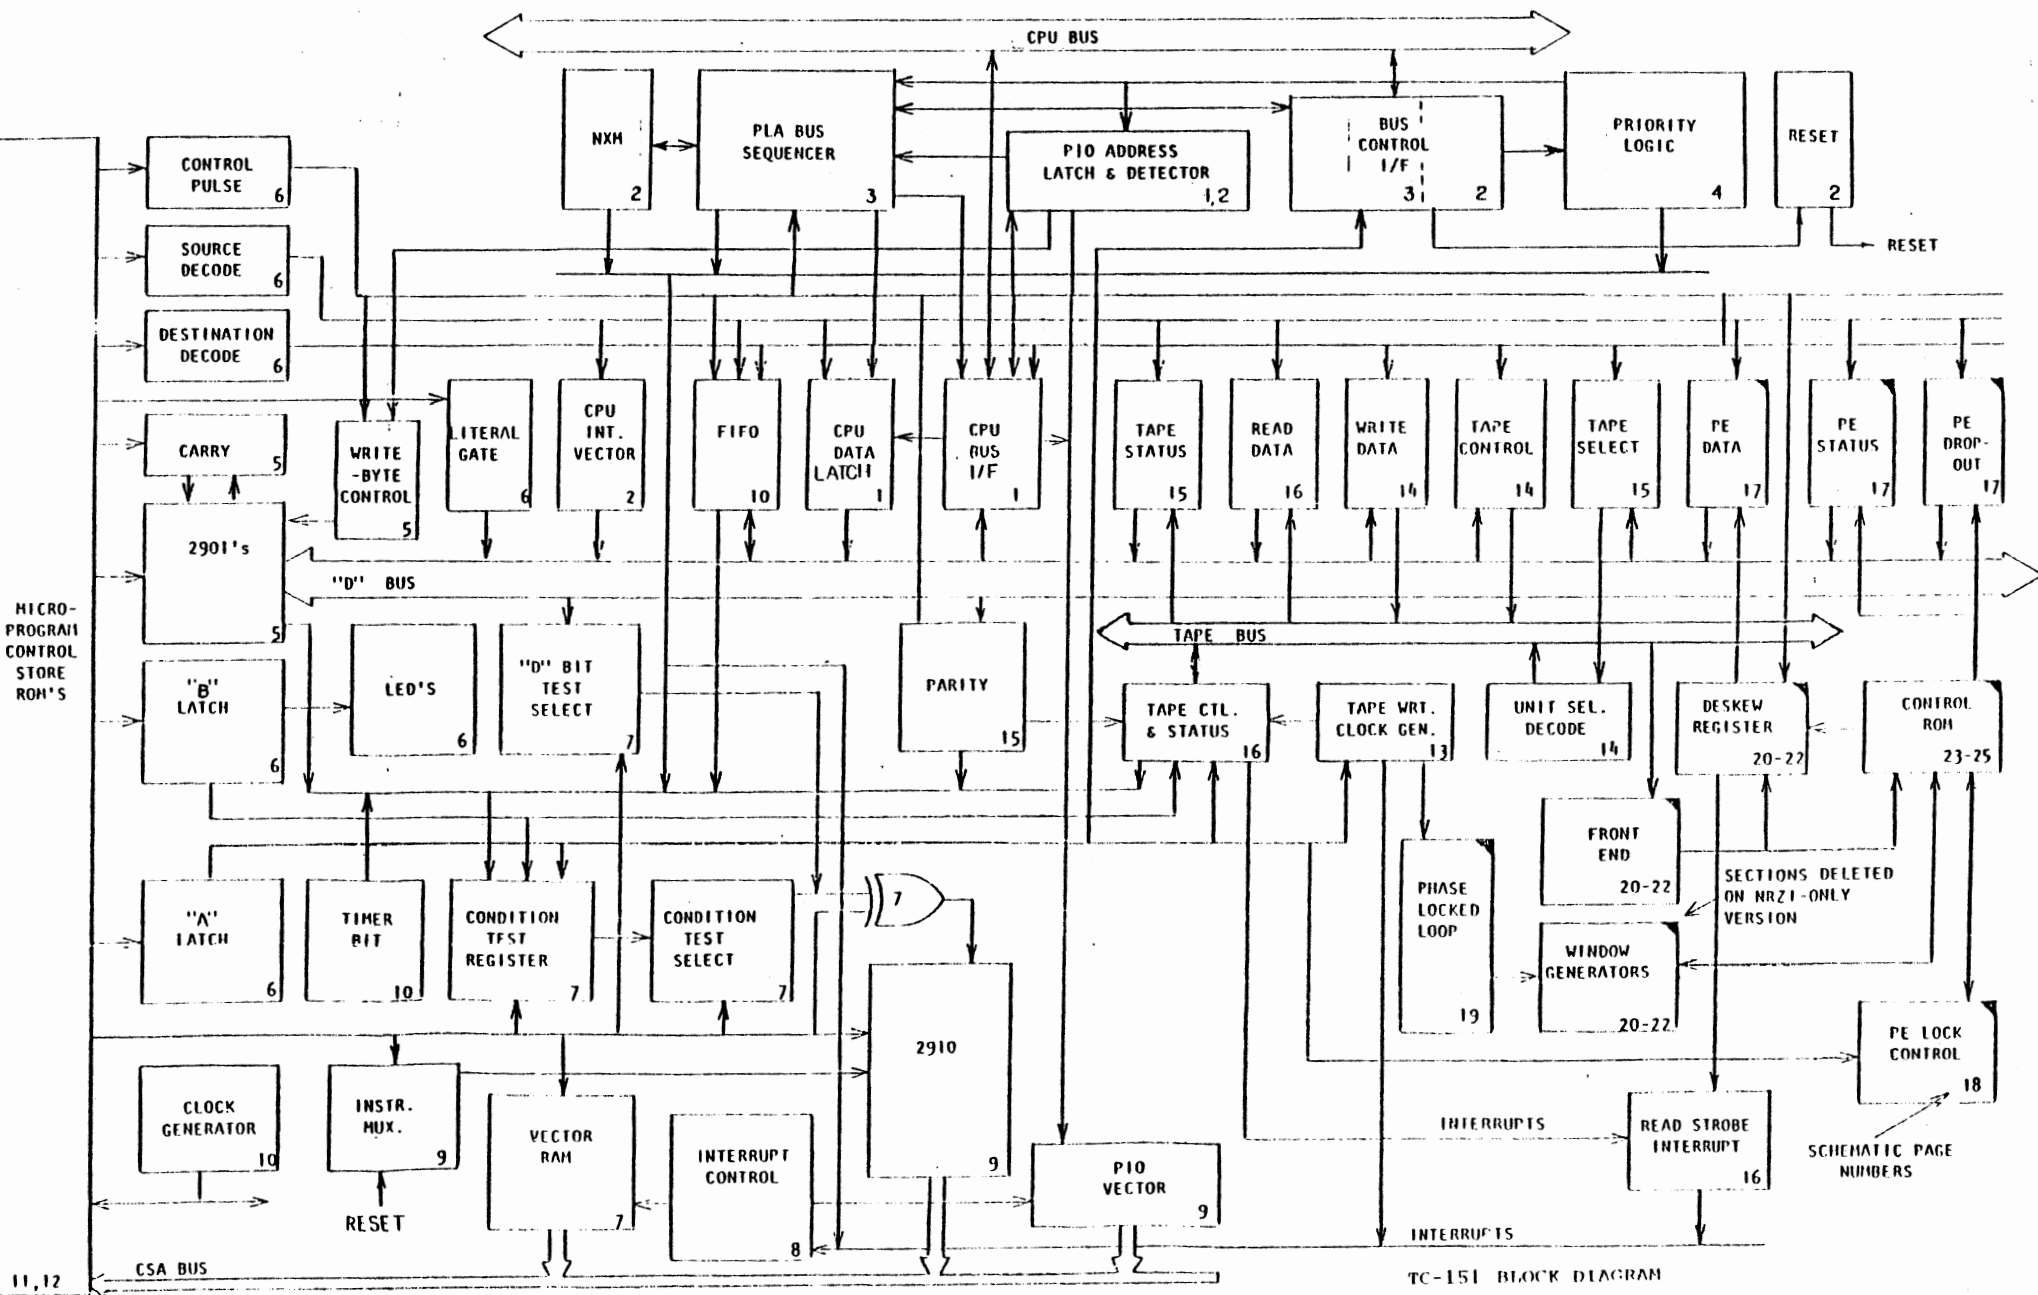 CPU BUS
NXM
2
PLA BUS
SEQUENCER
3
PIO ADDRESS
LATCH & DETECTOR
1,2
BUS
CONTROL
I/F
3
2
PRIORITY
LOGIC
4
RESET
2
RESET
CONTROL
PULSE
6
SOURCE
DECODE
6
DESTINATION
DECODE
6
CARRY
5
WRITE
-BYTE
CONTROL
5
LITERAL
GATE
6
CPU
INT.
VECTOR
2
FIFO
10
CPU
DATA
LATCH
1
CPU
BUS
I/F
1
TAPE
STATUS
15
READ
DATA
16
WRITE
DATA
14
TAPE
CONTROL
14
TAPE
SELECT
15
PE
DATA
17
PE
STATUS
17
PE
DROP-
OUT
17
2901's
5
"D" BUS
MICRO-
PROGRAM
CONTROL
STORE
ROM'S
11,12
TAPE BUS
"B"
LATCH
6
LED'S
6
"D" BIT
TEST
SELECT
7
PARITY
15
TAPE CTL.
& STATUS
16
TAPE WRT.
CLOCK GEN.
13
UNIT SEL.
DECODE
14
DESKEW
REGISTER
20-22
CONTROL
ROM
23-25
"A"
LATCH
6
TIMER
BIT
10
CONDITION
TEST
REGISTER
7
CONDITION
TEST
SELECT
7
7
PHASE
LOCKED
LOOP
19
FRONT
END
20-22
SECTIONS DELETED
ON NRZI-ONLY
VERSION
WINDOW
GENERATORS
20-22
PE LOCK
CONTROL
18
CLOCK
GENERATOR
10
INSTR.
MUX.
9
RESET
VECTOR
RAM
7
INTERRUPT
CONTROL
8
2910
9
PIO
VECTOR
9
INTERRUPTS
READ STROBE
INTERRUPT
16
SCHEMATIC PAGE
NUMBERS
INTERRUPTS
CSA BUS
TC-151 BLOCK DIAGRAM